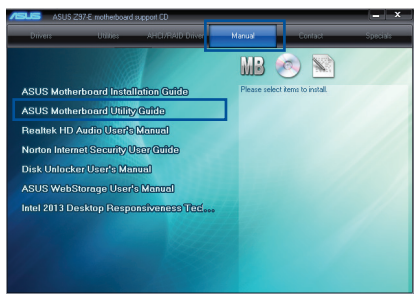 ASUS ASUS Z97-E motherboard support CD
Drivers Utilities AHCI/RAID Driver Manual Contact Specials
MB
Please select items to install.
ASUS Motherboard Installation Guide
ASUS Motherboard Utility Guide
Realtek HD Audio User's Manual
Norton Internet Security User Guide
Disk Unlocker User's Manual
ASUS WebStorage User's Manual
Intel 2013 Desktop Responsiveness Tec...